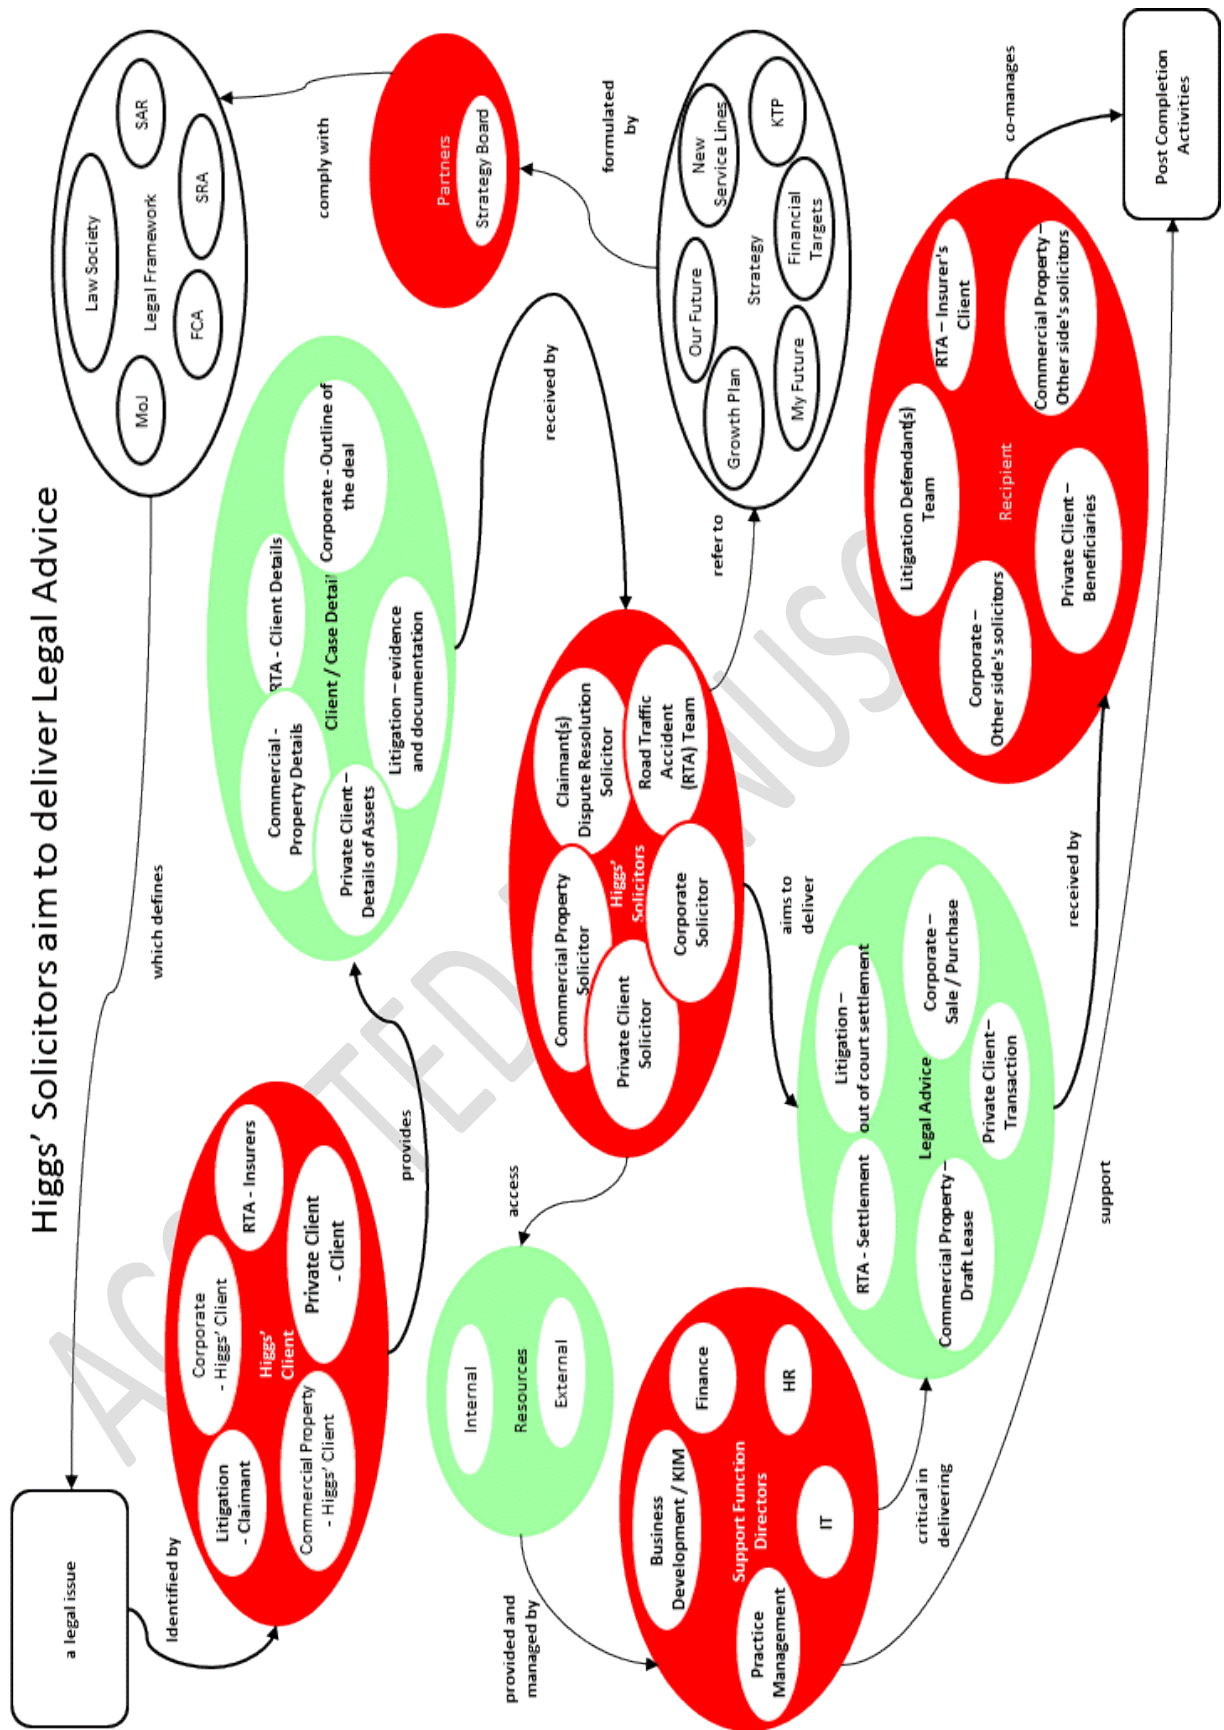 Higgs' Solicitors aim to deliver Legal Advice
a legal issue
Identified by
which defines
MoJ
Law Society
Legal Framework
SAR
FCA
SRA
Litigation
- Claimant
Corporate
- Higgs' Client
RTA - Insurers
Higgs'
Client
Commercial Property
- Higgs' Client
Private Client
- Client
provides
Commercial -
Property Details
RTA - Client Details
Client / Case Detail
Corporate - Outline of
the deal
Private Client –
Details of Assets
Litigation – evidence
and documentation
comply with
Partners
Strategy Board
received by
formulated
by
Internal
Resources
External
access
Commercial Property
Solicitor
Claimant(s)
Dispute Resolution
Solicitor
Higgs'
Solicitors
Private Client
Solicitor
Corporate
Solicitor
Road Traffic
Accident
(RTA) Team
refer to
Growth Plan
Our Future
New
Service Lines
Strategy
My Future
Financial
Targets
KTP
provided and
managed by
Business
Development / KIM
Finance
Support Function
Directors
Practice
Management
IT
HR
aims to
deliver
RTA - Settlement
Litigation –
out of court settlement
Legal Advice
Corporate –
Sale / Purchase
Commercial Property –
Draft Lease
Private Client –
Transaction
critical in
delivering
received by
support
Corporate –
Other side's solicitors
Litigation Defendant(s)
Team
RTA – Insurer's
Client
Recipient
Private Client –
Beneficiaries
Commercial Property –
Other side's solicitors
co-manages
Post Completion
Activities